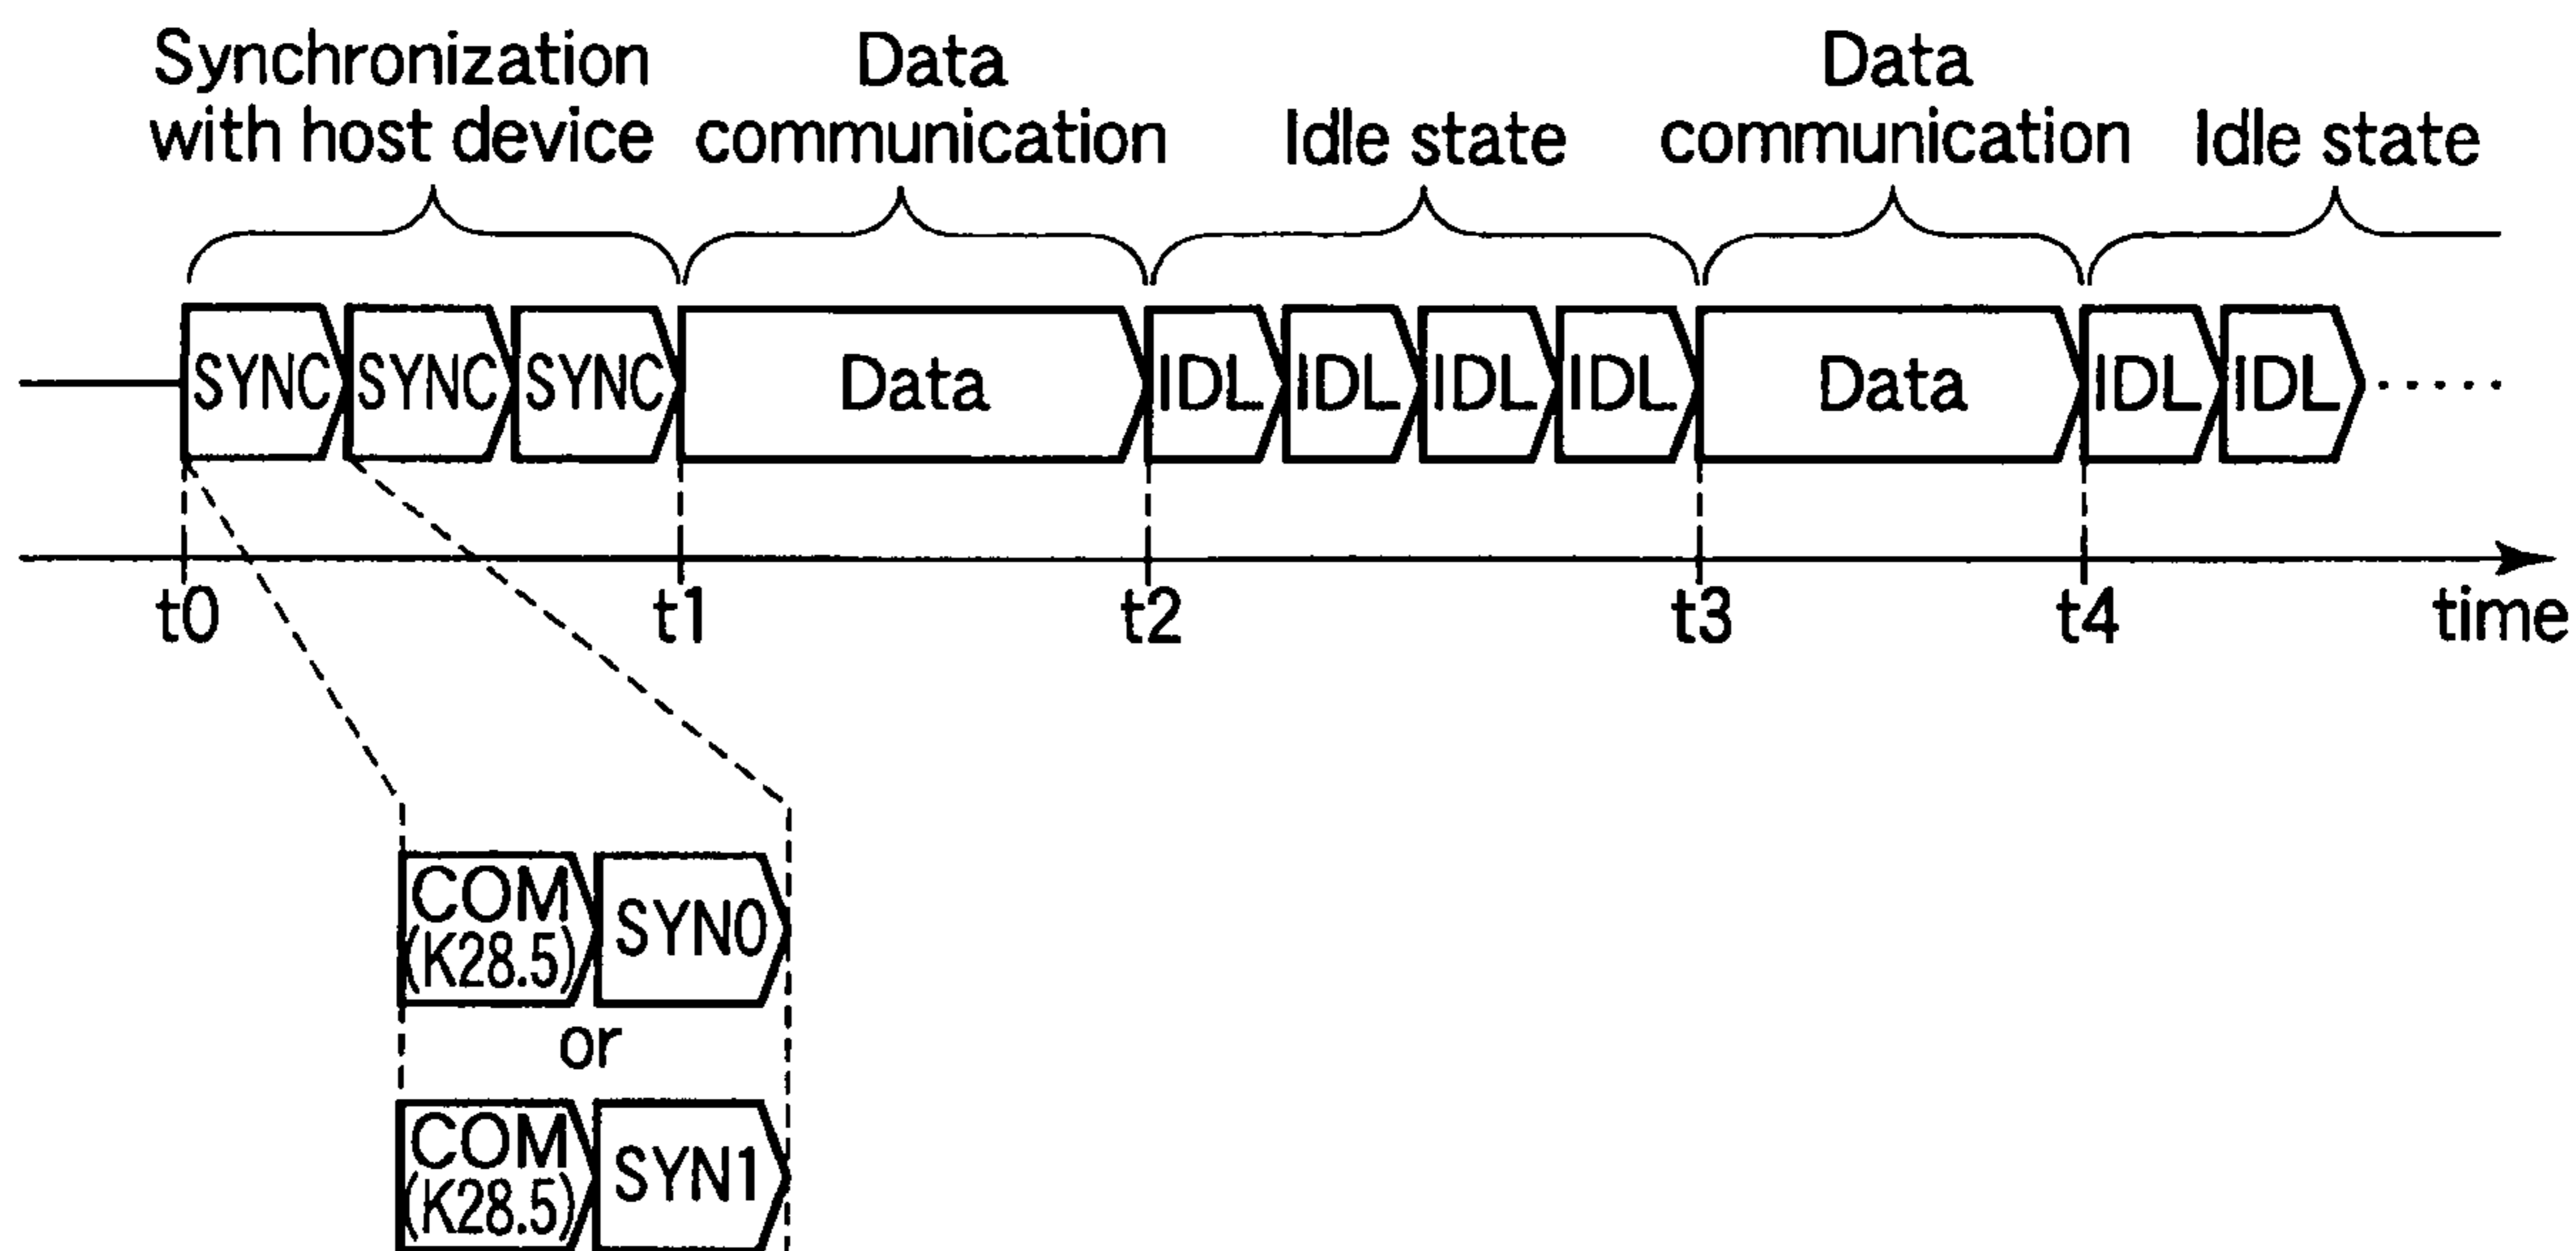 Synchronization with host device
Data communication
Idle state
Data communication
Idle state
SYNC SYNC SYNC Data IDL IDL IDL IDL Data IDL IDL
t0 t1 t2 t3 t4 time
COM (K28.5) SYN0
or
COM (K28.5) SYN1